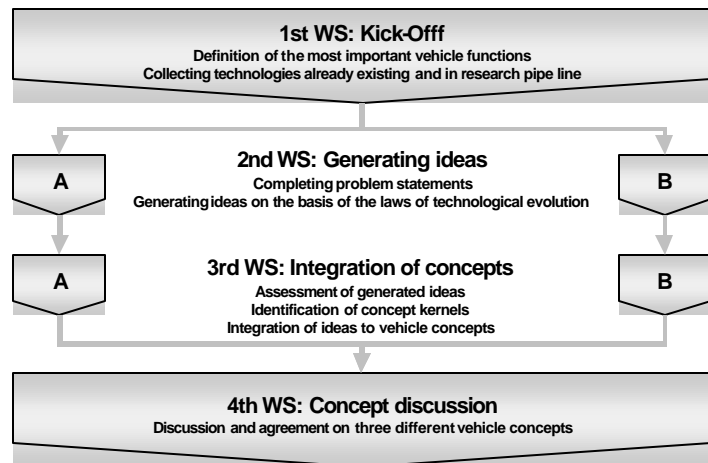 1st WS: Kick-Offf
Definition of the most important vehicle functions
Collecting technologies already existing and in research pipe line
A
2nd WS: Generating ideas
B
Completing problem statements
Generating ideas on the basis of the laws of technological evolution
A
3rd WS: Integration of concepts
B
Assessment of generated ideas
Identification of concept kernels
Integration of ideas to vehicle concepts
4th WS: Concept discussion
Discussion and agreement on three different vehicle concepts